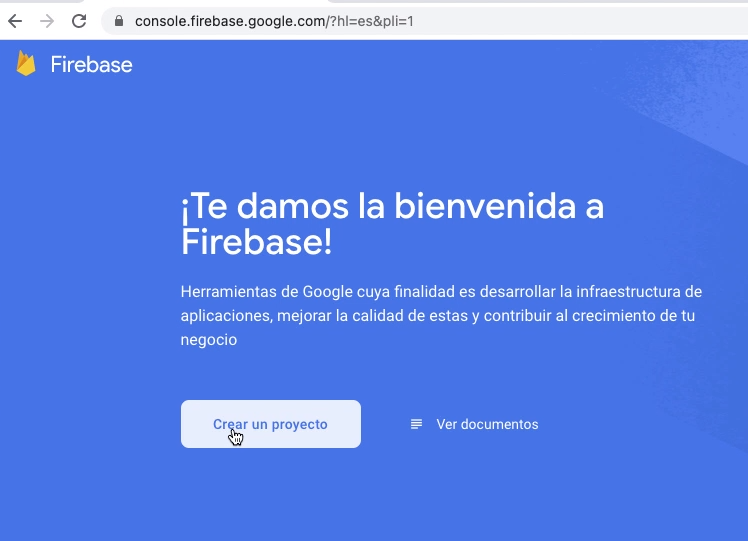 console.firebase.google.com/?hl=es&pli=1
Firebase
¡Te damos la bienvenida a
Firebase!
Herramientas de Google cuya finalidad es desarrollar la infraestructura de
aplicaciones, mejorar la calidad de estas y contribuir al crecimiento de tu
negocio
Crear un proyecto
Ver documentos